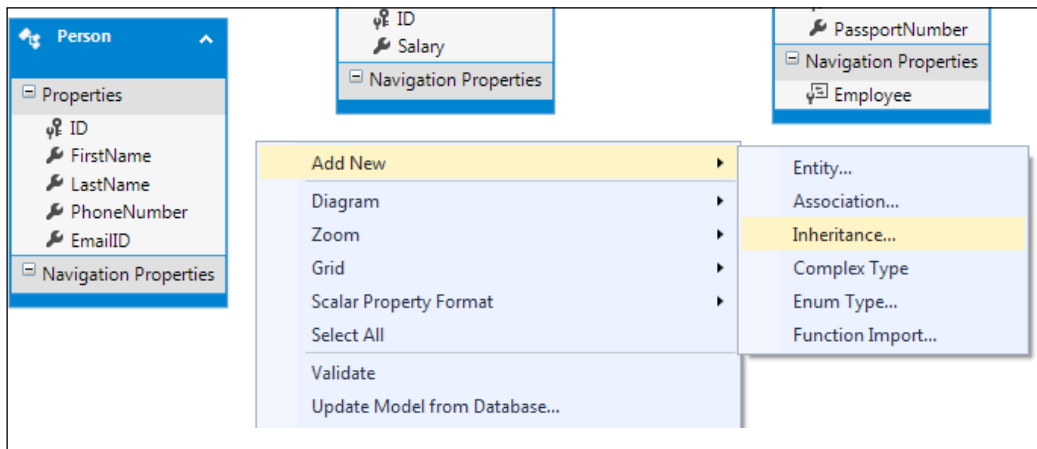 Person
Properties
ID
FirstName
LastName
PhoneNumber
EmailID
Navigation Properties
ID
Salary
Navigation Properties
PassportNumber
Navigation Properties
Employee
Add New
Diagram
Zoom
Grid
Scalar Property Format
Select All
Validate
Update Model from Database...
Entity...
Association...
Inheritance...
Complex Type
Enum Type...
Function Import...